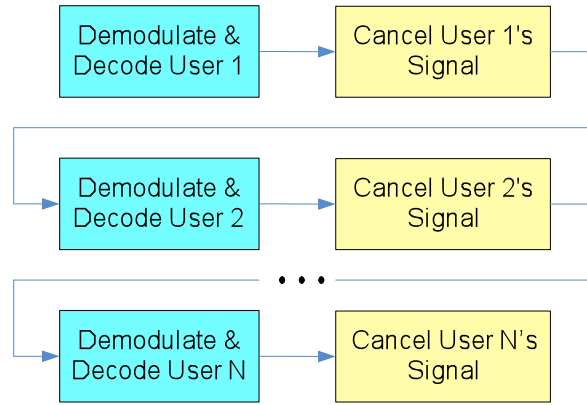 Demodulate &
Decode User 1
Cancel User 1's
Signal
Demodulate &
Decode User 2
Cancel User 2's
Signal
• • •
Demodulate &
Decode User N
Cancel User N’s
Signal